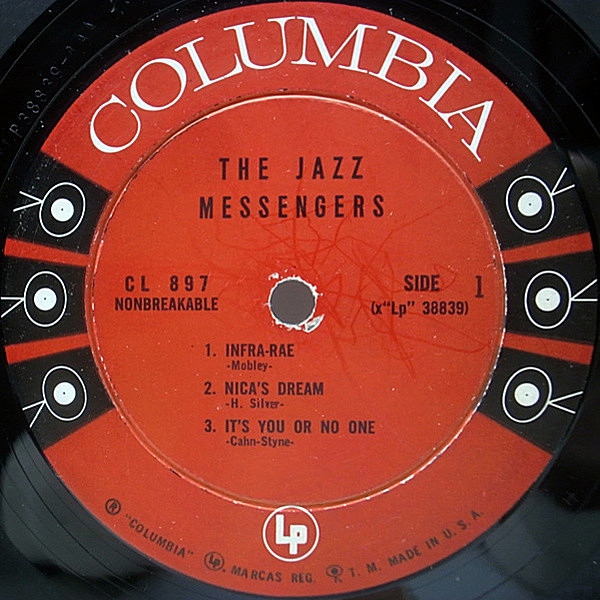 COLUMBIA
THE JAZZ
MESSENGERS
CL 897
NONBREAKABLE
SIDE 1
(x"Lp" 38839)
1. INFRA-RAE
-Mobley-
2. NICA'S DREAM
-H. Silver-
3. IT'S YOU OR NO ONE
-Cahn-Styne-
Lp
® "COLUMBIA" Lp. MARCAS REG. T. M. MADE IN U. S. A.